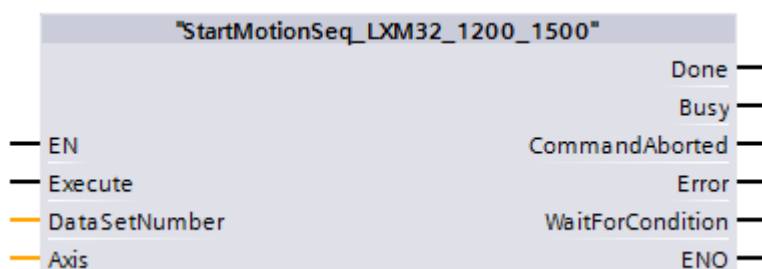 "StartMotionSeq_LXM32_1200_1500"
Done
Busy
EN CommandAborted
Execute Error
DataSetNumber WaitForCondition
Axis ENO